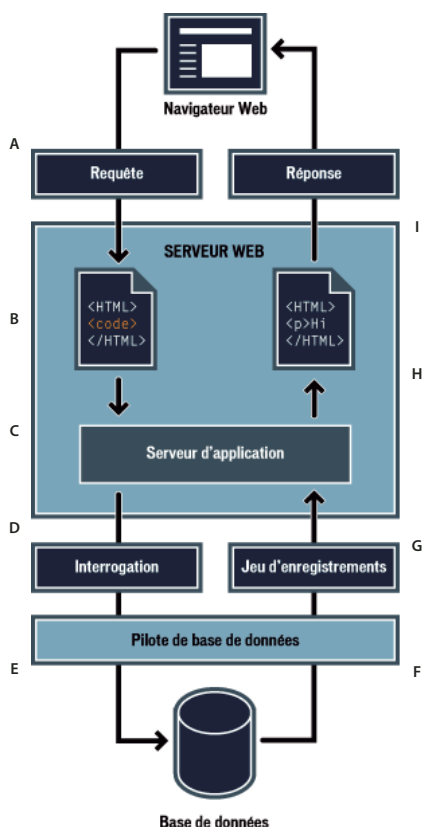 Navigateur Web
A
Requête
Réponse
I
SERVEUR WEB
B
<HTML>
<code>
</HTML>
<HTML>
<p>Hi
</HTML>
H
C
Serveur d'application
D
Interrogation
Jeu d'enregistrements
G
Pilote de base de données
E
F
Base de données